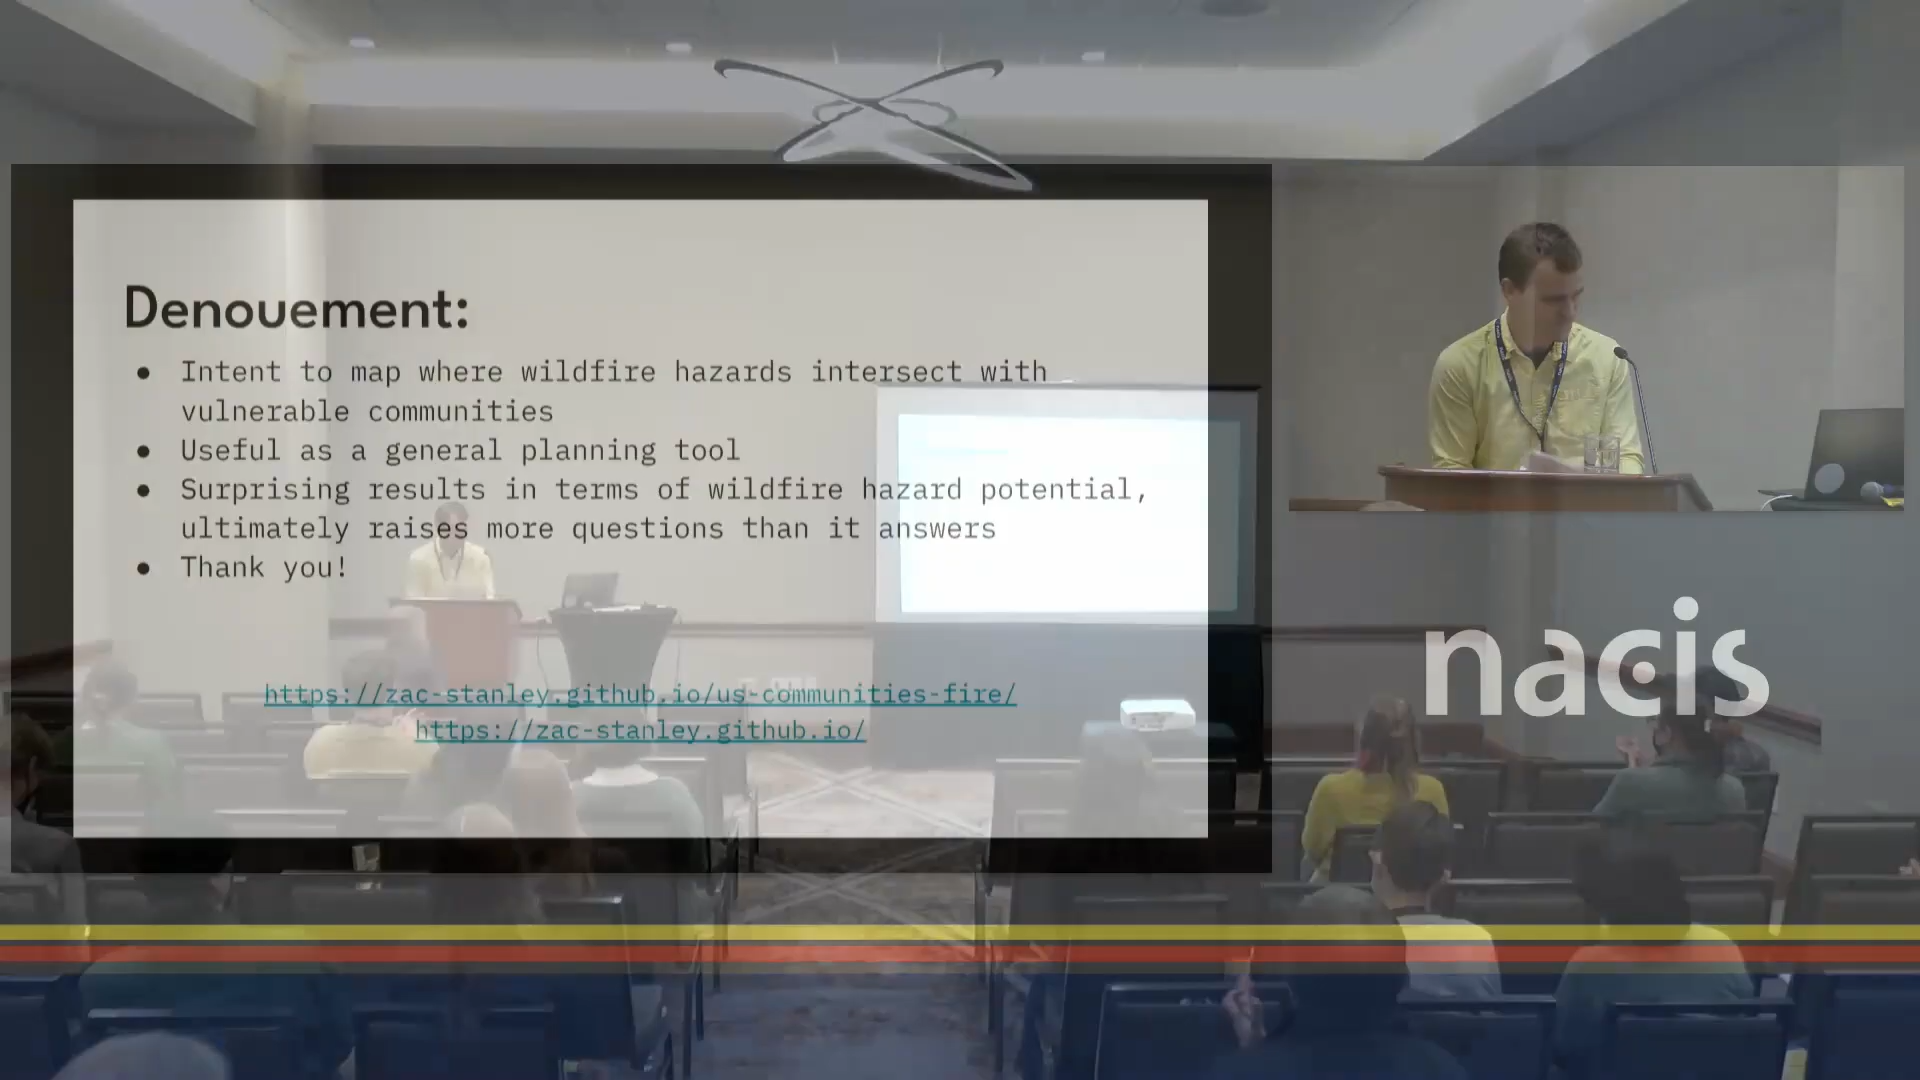 Denouement:
● Intent to map where wildfire hazards intersect with
vulnerable communities
● Useful as a general planning tool
● Surprising results in terms of wildfire hazard potential,
ultimately raises more questions than it answers
● Thank you!
https://zac-stanley.github.io/us-communities-fire/
https://zac-stanley.github.io/
nacis